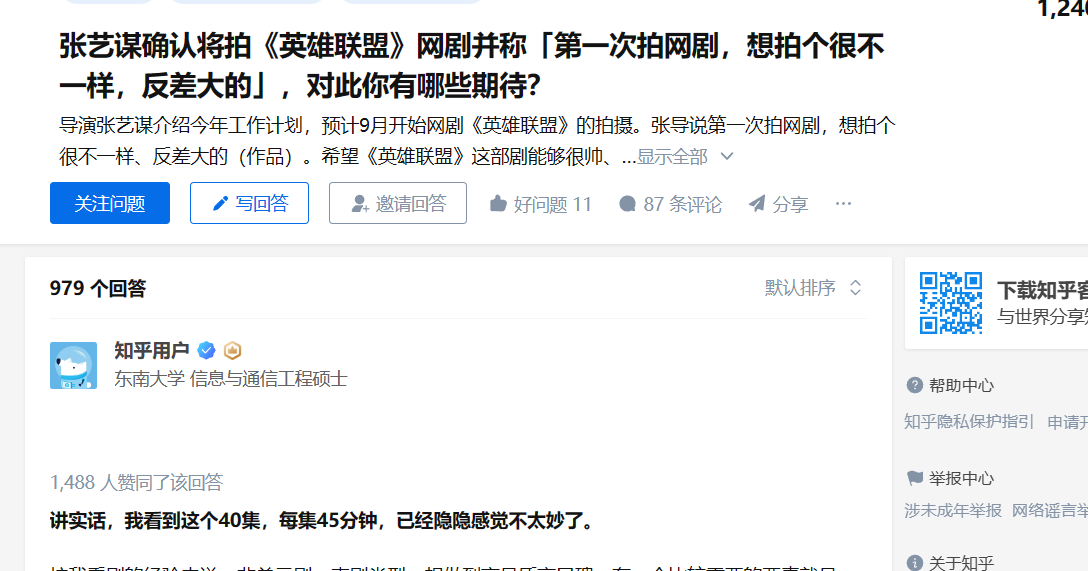 1,240
张艺谋确认将拍《英雄联盟》网剧并称「第一次拍网剧，想拍个很不
一样，反差大的」，对此你有哪些期待？
导演张艺谋介绍今年工作计划，预计9月开始网剧《英雄联盟》的拍摄。张导说第一次拍网剧，想拍个
很不一样、反差大的（作品）。希望《英雄联盟》这部剧能够很帅、...显示全部
关注问题 写回答 邀请回答 好问题 11 87 条评论 分享 ...
979 个回答 默认排序
知乎用户
东南大学 信息与通信工程硕士
1,488 人赞同了该回答
讲实话，我看到这个40集，每集45分钟，已经隐隐感觉不太妙了。
下载知乎客
与世界分享知
帮助中心
知乎隐私保护指引 申请开
举报中心
涉未成年举报 网络谣言举
关于知乎